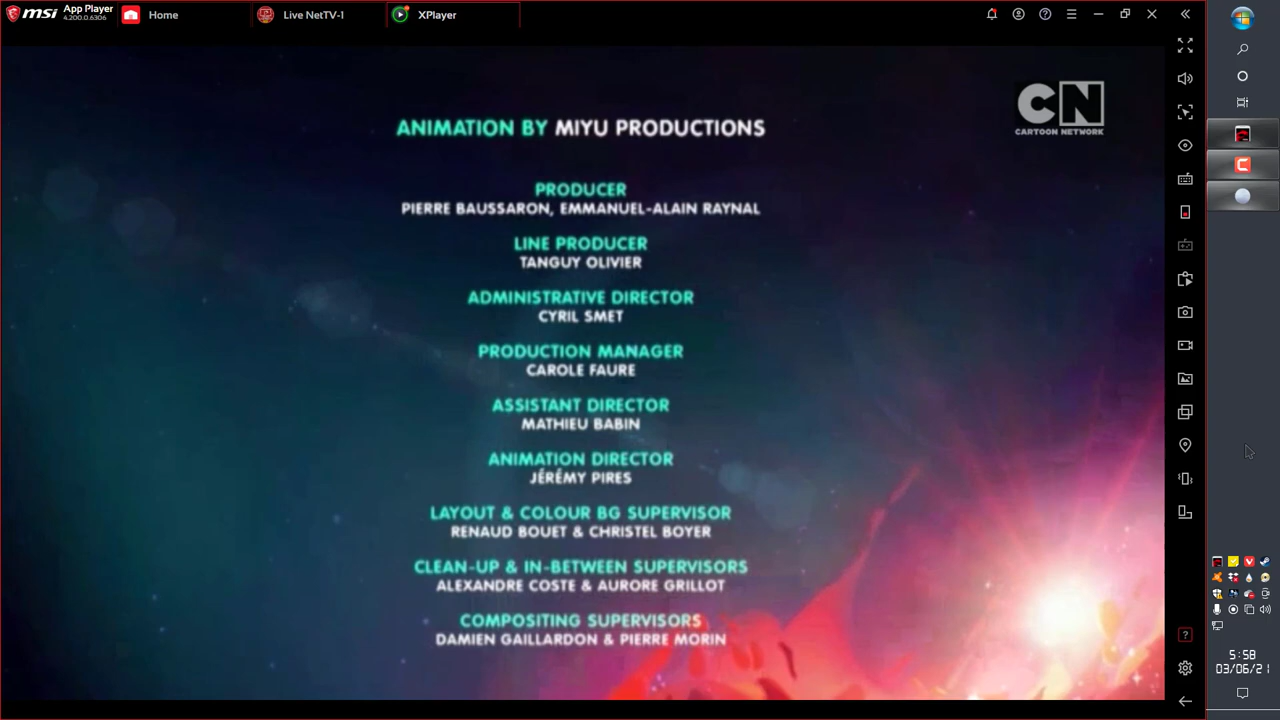 msi App Player
4.200.0.6306
Home
Live NetTV-1
XPlayer
CN
CARTOON NETWORK
ANIMATION BY MIYU PRODUCTIONS
PRODUCER
PIERRE BAUSSARON, EMMANUEL-ALAIN RAYNAL
LINE PRODUCER
TANGUY OLIVIER
ADMINISTRATIVE DIRECTOR
CYRIL SMET
PRODUCTION MANAGER
CAROLE FAURE
ASSISTANT DIRECTOR
MATHIEU BABIN
ANIMATION DIRECTOR
JÉRÉMY PIRES
LAYOUT & COLOUR BG SUPERVISOR
RENAUD BOUET & CHRISTEL BOYER
CLEAN-UP & IN-BETWEEN SUPERVISORS
ALEXANDRE COSTE & AURORE GRILLOT
COMPOSITING SUPERVISORS
DAMIEN GAILLARDON & PIERRE MORIN
5:58
03/06/21